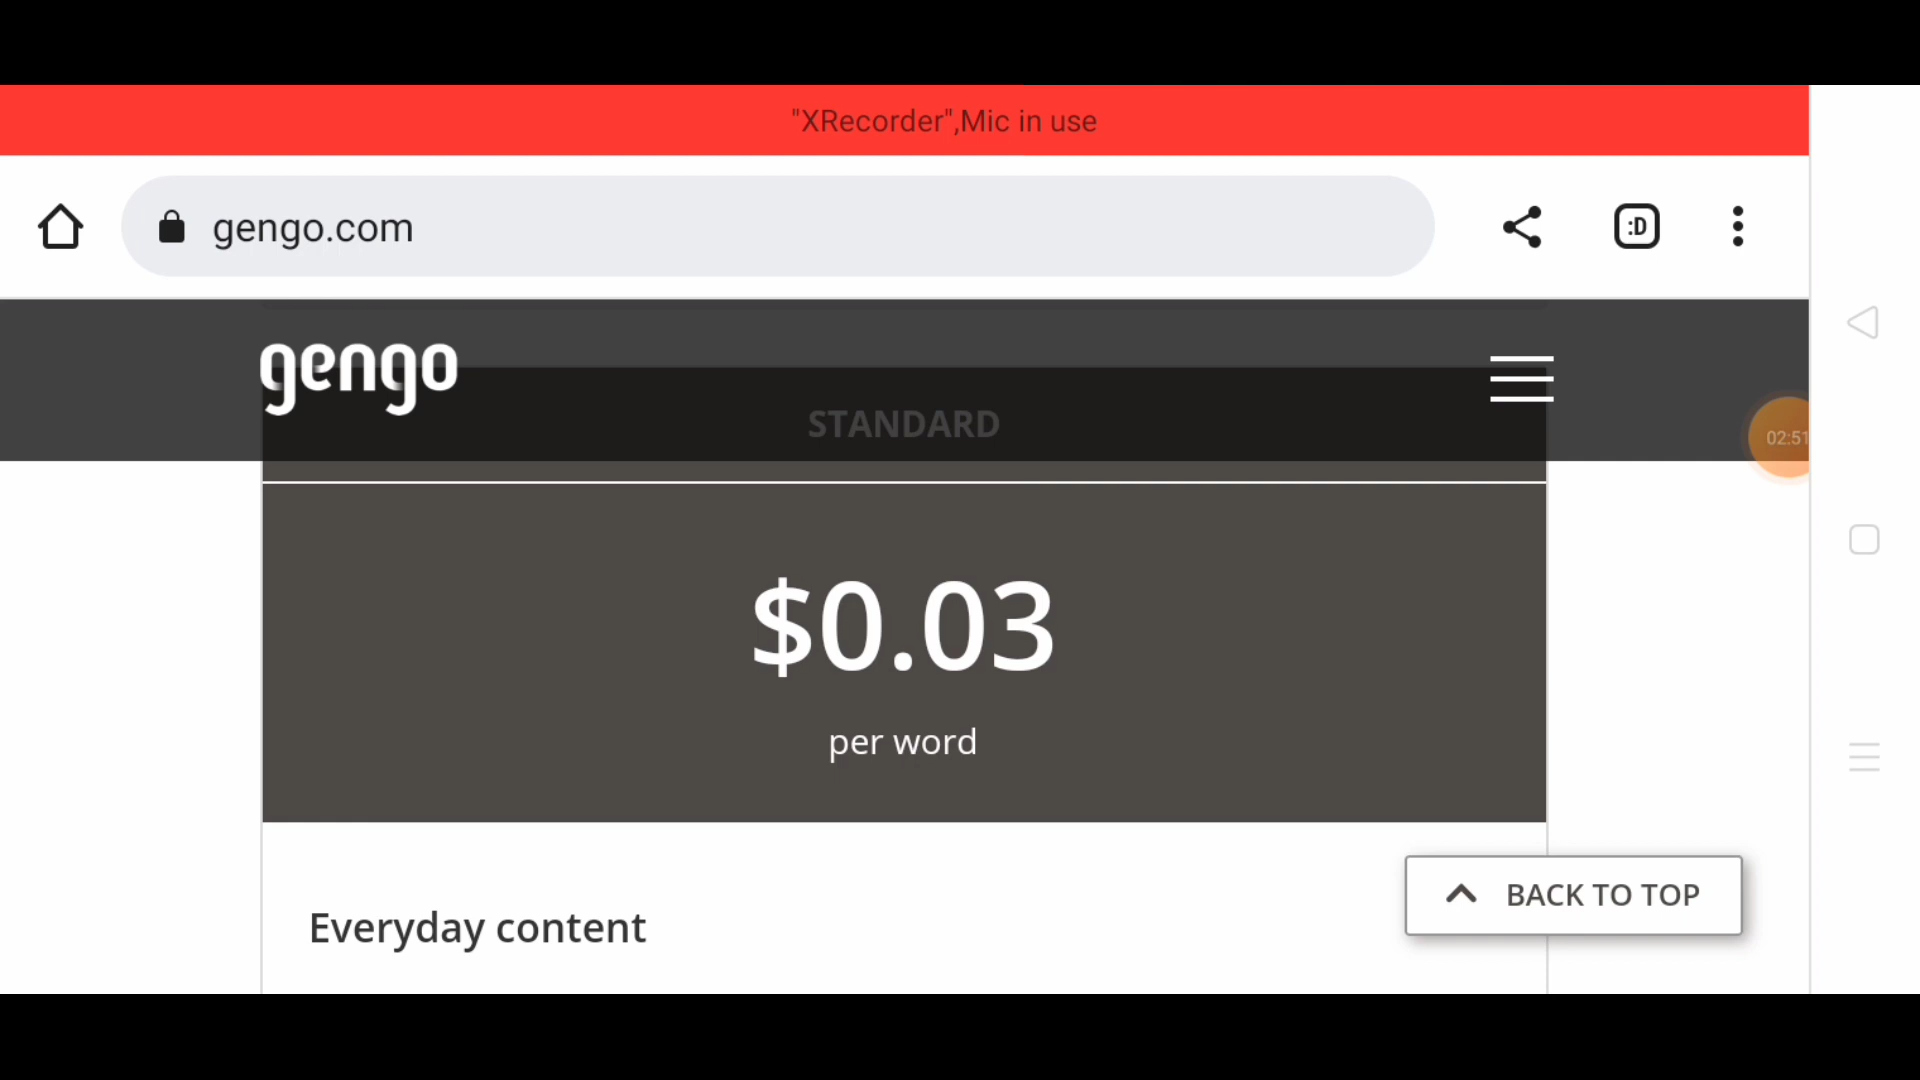 "XRecorder",Mic in use
gengo.com
:D
gengo
STANDARD
02:51
$0.03
per word
BACK TO TOP
Everyday content